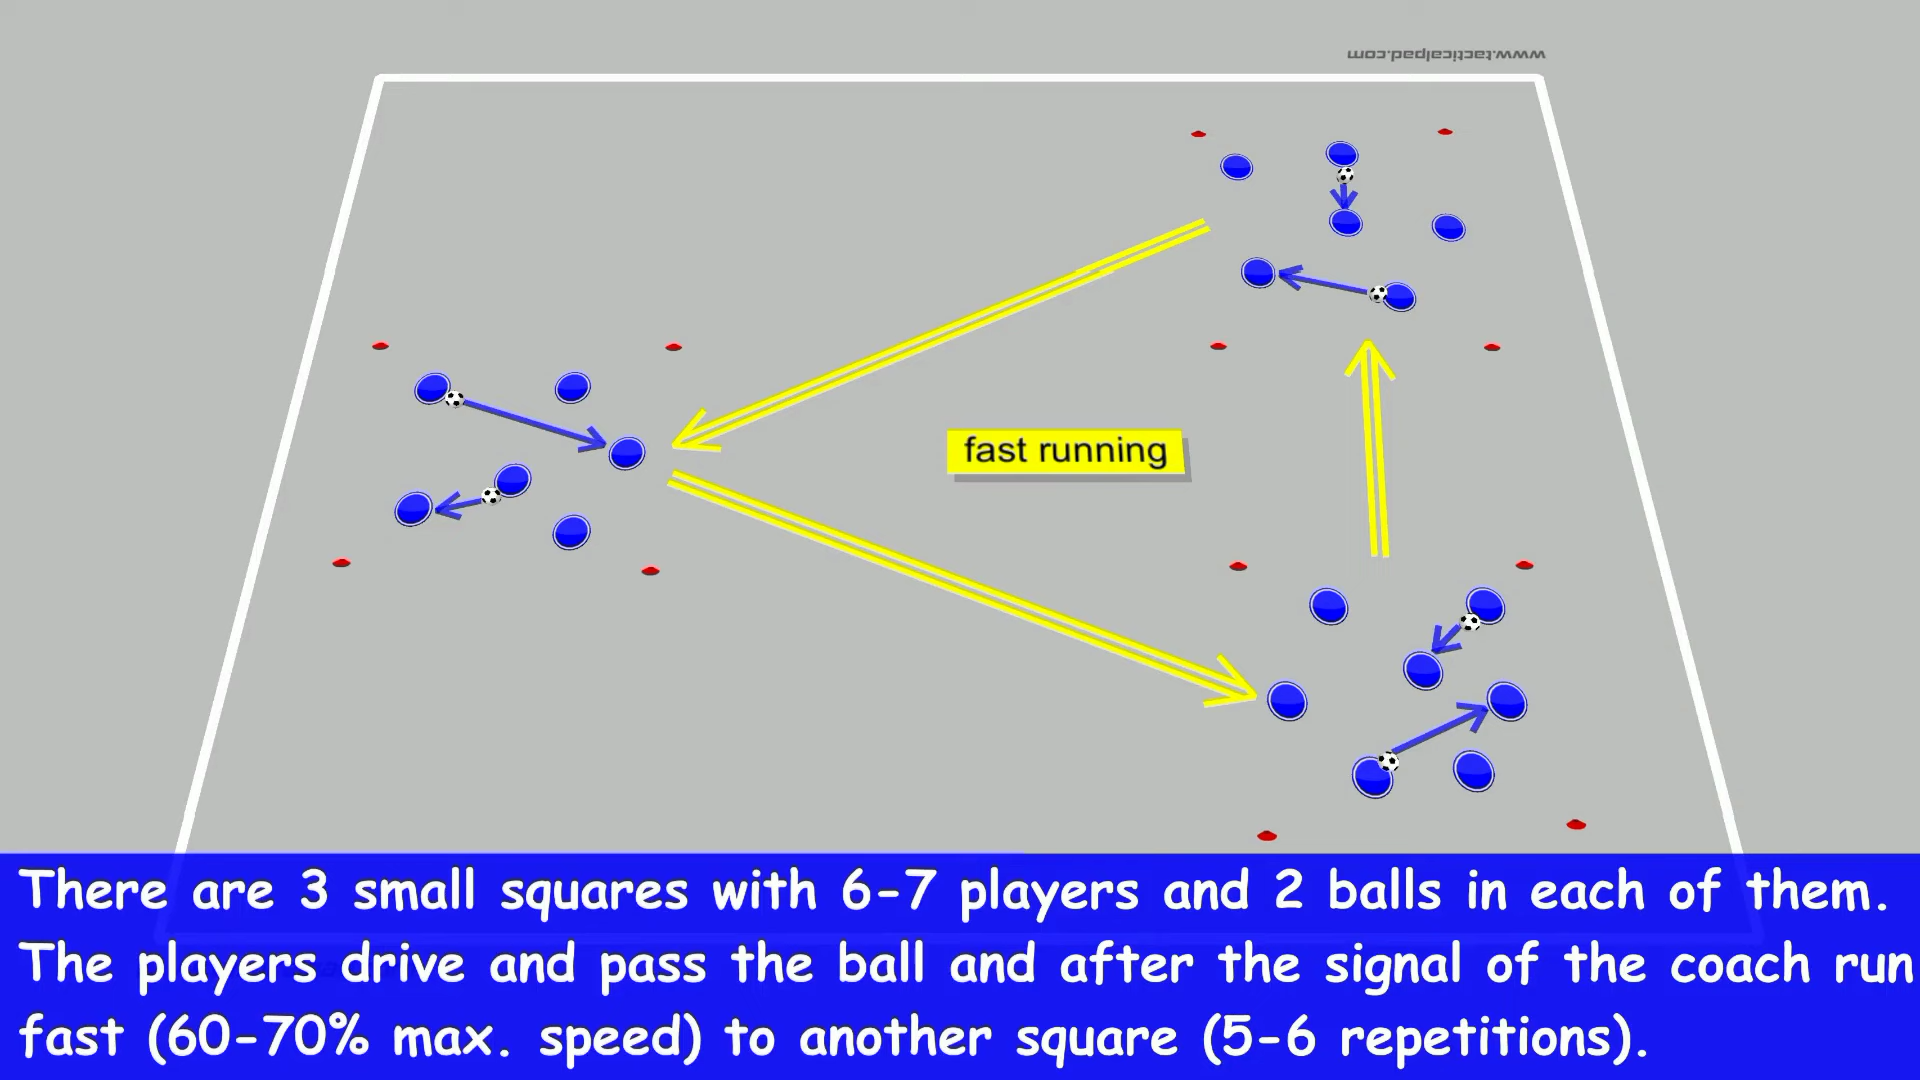 www.tacticalpad.com
fast running
There are 3 small squares with 6-7 players and 2 balls in each of them.
The players drive and pass the ball and after the signal of the coach run
fast (60-70% max. speed) to another square (5-6 repetitions).